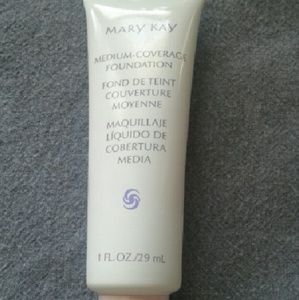 MARY KAY
MEDIUM-COVERAGE
FOUNDATION
FOND DE TEINT
COUVERTURE
MOYENNE
MAQUILLAJE
LÍQUIDO DE
COBERTURA
MEDIA
1 FL.OZ./29 mL